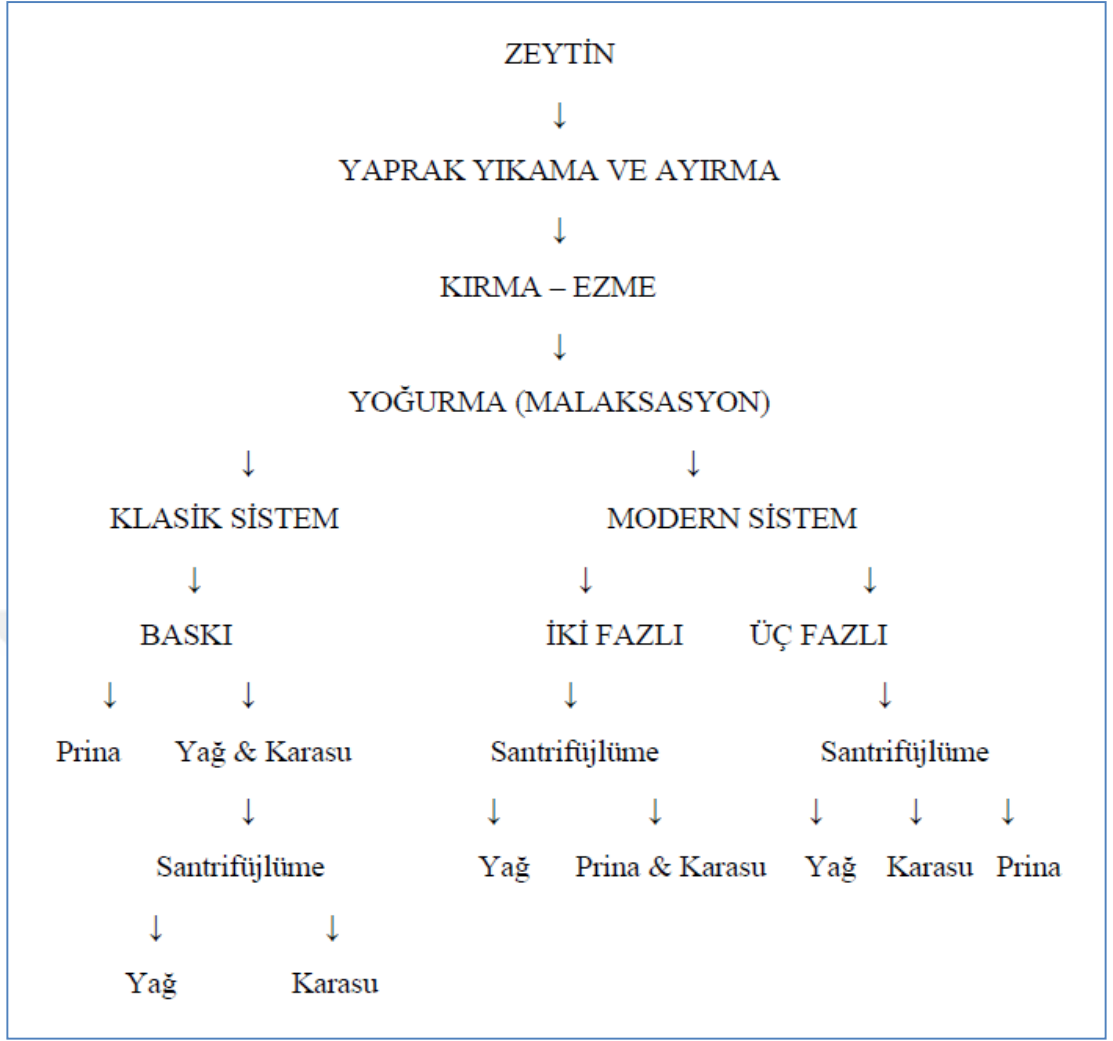 ZEYTİN
↓
YAPRAK YIKAMA VE AYIRMA
↓
KIRMA – EZME
↓
YOĞURMA (MALAKSASYON)
↓ ↓
KLASİK SİSTEM MODERN SİSTEM
↓ ↓ ↓
BASKI İKİ FAZLI ÜÇ FAZLI
↓ ↓ ↓ ↓
Prina Yağ & Karasu Santrifüjlüme Santrifüjlüme
↓ ↓ ↓ ↓ ↓ ↓
Santrifüjlüme Yağ Prina & Karasu Yağ Karasu Prina
↓ ↓
Yağ Karasu